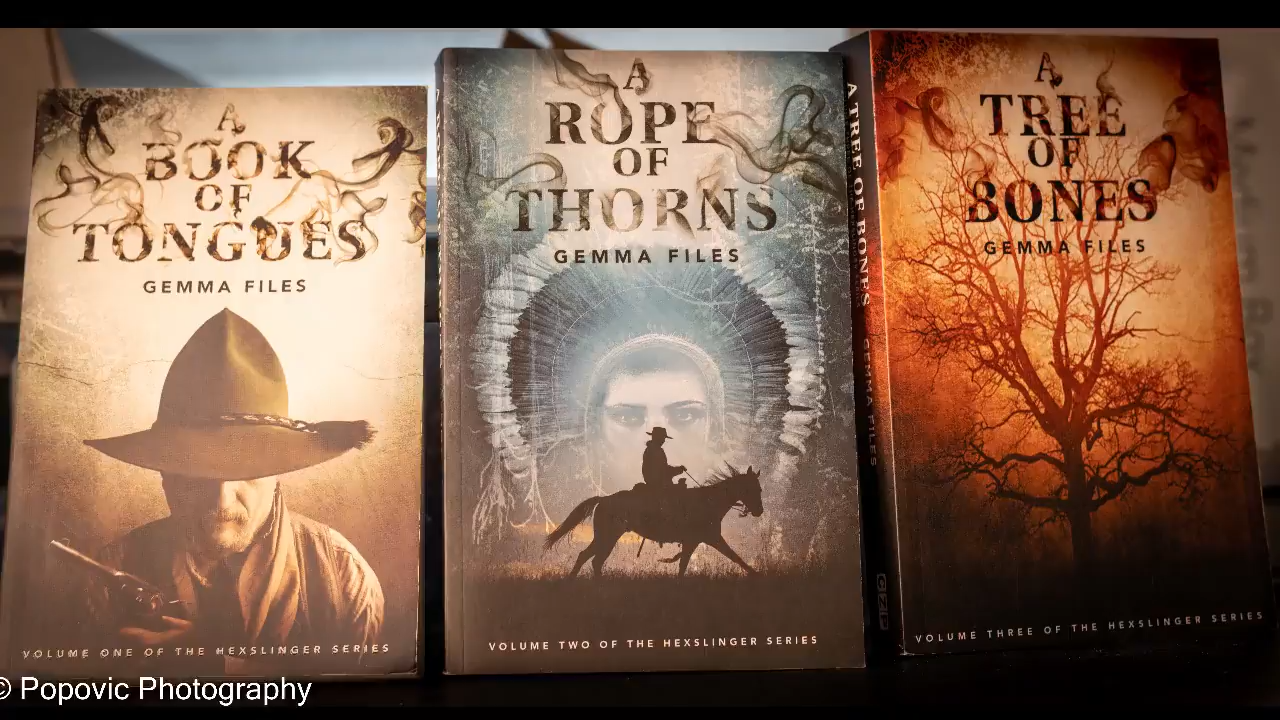 A
BOOK
OF
TONGUES
GEMMA FILES
VOLUME ONE OF THE HEXSLINGER SERIES
A
ROPE
OF
THORNS
GEMMA FILES
VOLUME TWO OF THE HEXSLINGER SERIES
A TREE OF BONES GEMMA FILES
A
TREE
OF
BONES
GEMMA FILES
VOLUME THREE OF THE HEXSLINGER SERIES
© Popovic Photography